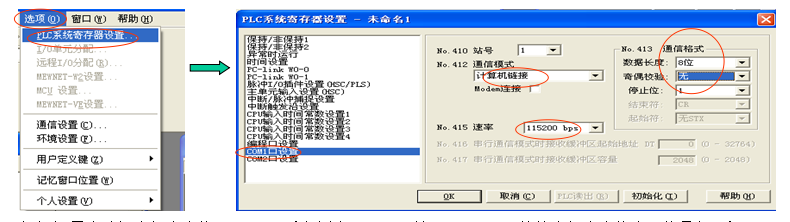 选项(O) 窗口(W) 帮助(H)
PLC系统寄存器设置...
I/O单元分配...
远程I/O分配(R)...
MEWNET-W2设置...
MCU 设置...
MEWNET-VE设置...
通信设置(C)...
环境设置(M)...
用户定义键(Z)
记忆窗口位置(W)
个人设置(V)
PLC系统寄存器设置 - 未命名1
保持/非保持1
保持/非保持2
异常时运行
时间设置
PC-link W0-0
PC-link W0-1
脉冲I/O插件设置(HSC/PLS)
主单元输入设置(HSC)
中断/脉冲捕捉设置
中断触发沿设置
CPU输入时间常数设置1
CPU输入时间常数设置2
CPU输入时间常数设置3
CPU输入时间常数设置4
编程口设置
COM1口设置
COM2口设置
No.410 站号 1
No.412 通信模式
计算机链接
Modem连接
No.413 通信格式
数据长度: 8位
奇偶校验: 无
停止位: 1
结束符: CR
起始符: 无STX
No.415 速率 115200 bps
No.416 串行通信模式时接收缓冲区起始地址 DT 0 (0 - 32764)
No.417 串行通信模式时接收缓冲区容量 2048 (0 - 2048)
OK 取消(C) PLC读出(R) 初始化(I) 帮助(H)